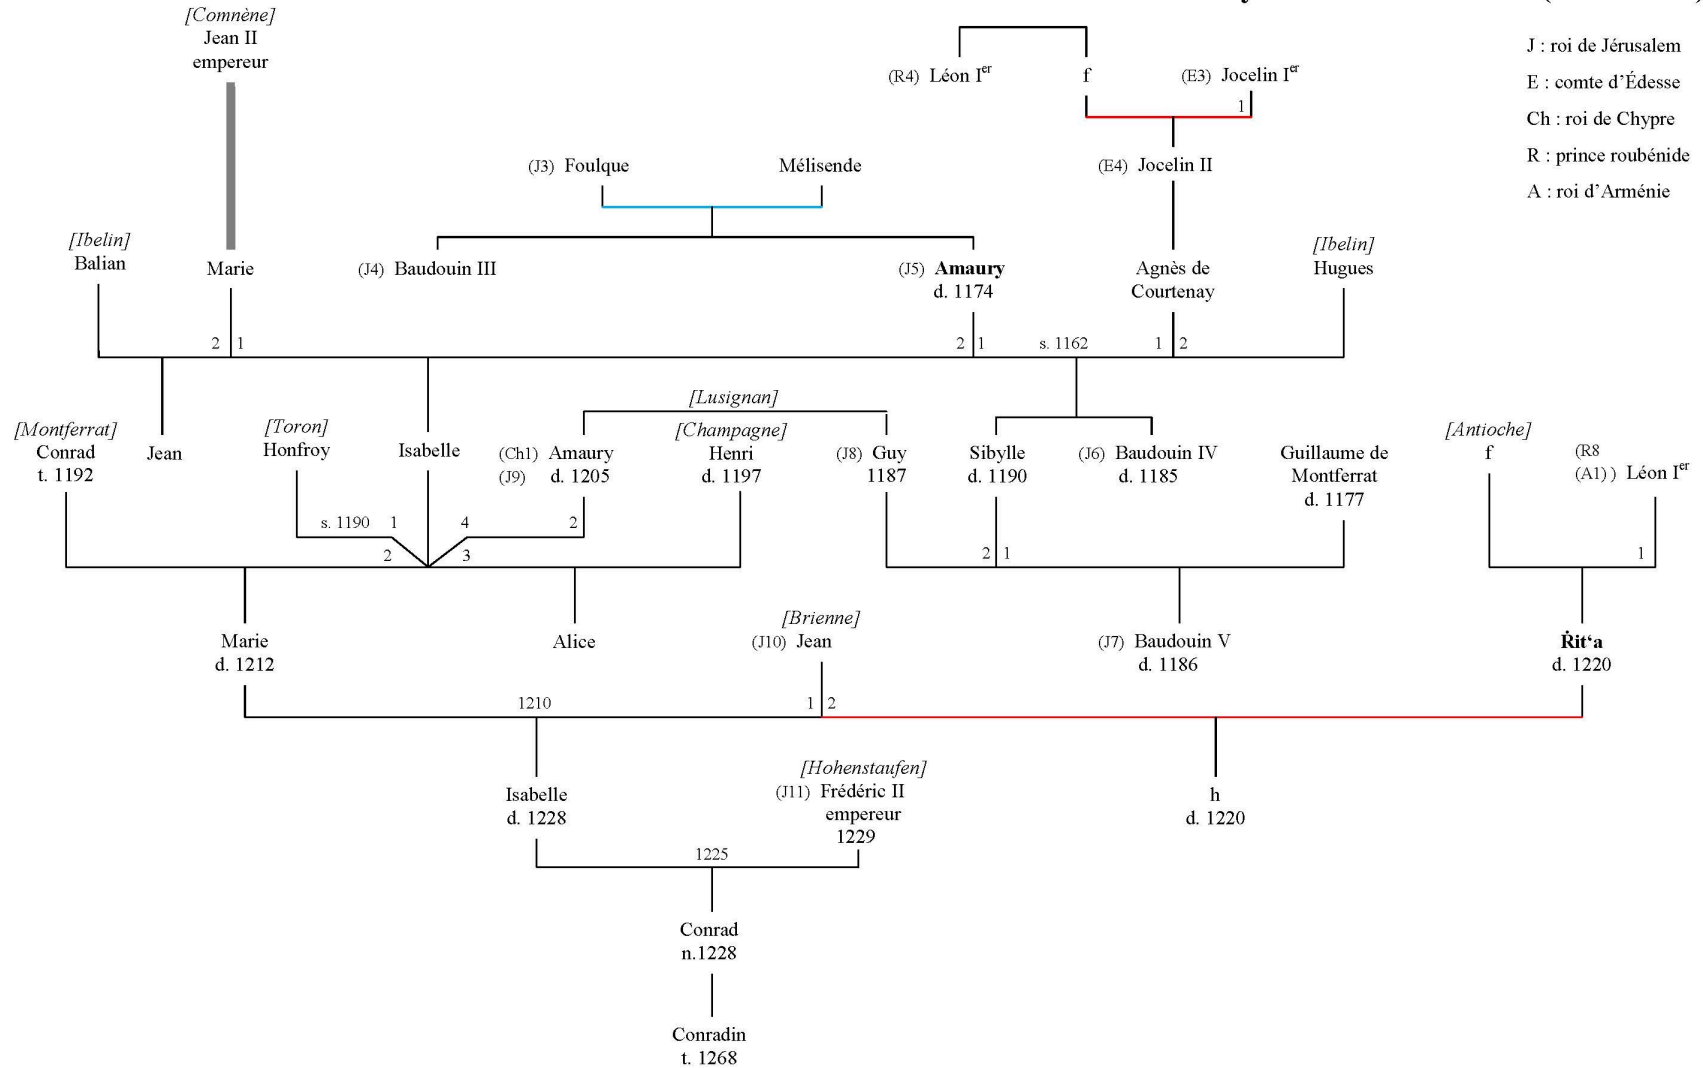 [Comnène]
Jean II
empereur
J : roi de Jérusalem
E : comte d'Édesse
Ch : roi de Chypre
R : prince roubénide
A : roi d'Arménie
(R4) Léon Ier
f
(E3) Jocelin Ier
1
(J3) Foulque
Mélisende
(E4) Jocelin II
[Ibelin]
Balian
Marie
(J4) Baudouin III
(J5) Amaury
d. 1174
Agnès de
Courtenay
[Ibelin]
Hugues
2 1
2 1
s. 1162
1 2
[Lusignan]
[Montferrat]
Conrad
t. 1192
Jean
[Toron]
Honfroy
Isabelle
(Ch1) Amaury
(J9) d. 1205
[Champagne]
Henri
d. 1197
(J8) Guy
1187
Sibylle
d. 1190
(J6) Baudouin IV
d. 1185
Guillaume de
Montferrat
d. 1177
[Antioche]
f
(R8
(A1) ) Léon Ier
s. 1190 1
4
2
2
3
2 1
1
Marie
d. 1212
Alice
[Brienne]
(J10) Jean
(J7) Baudouin V
d. 1186
Ṙit‘a
d. 1220
1210
1 2
Isabelle
d. 1228
[Hohenstaufen]
(J11) Frédéric II
empereur
1229
h
d. 1220
1225
Conrad
n.1228
Conradin
t. 1268